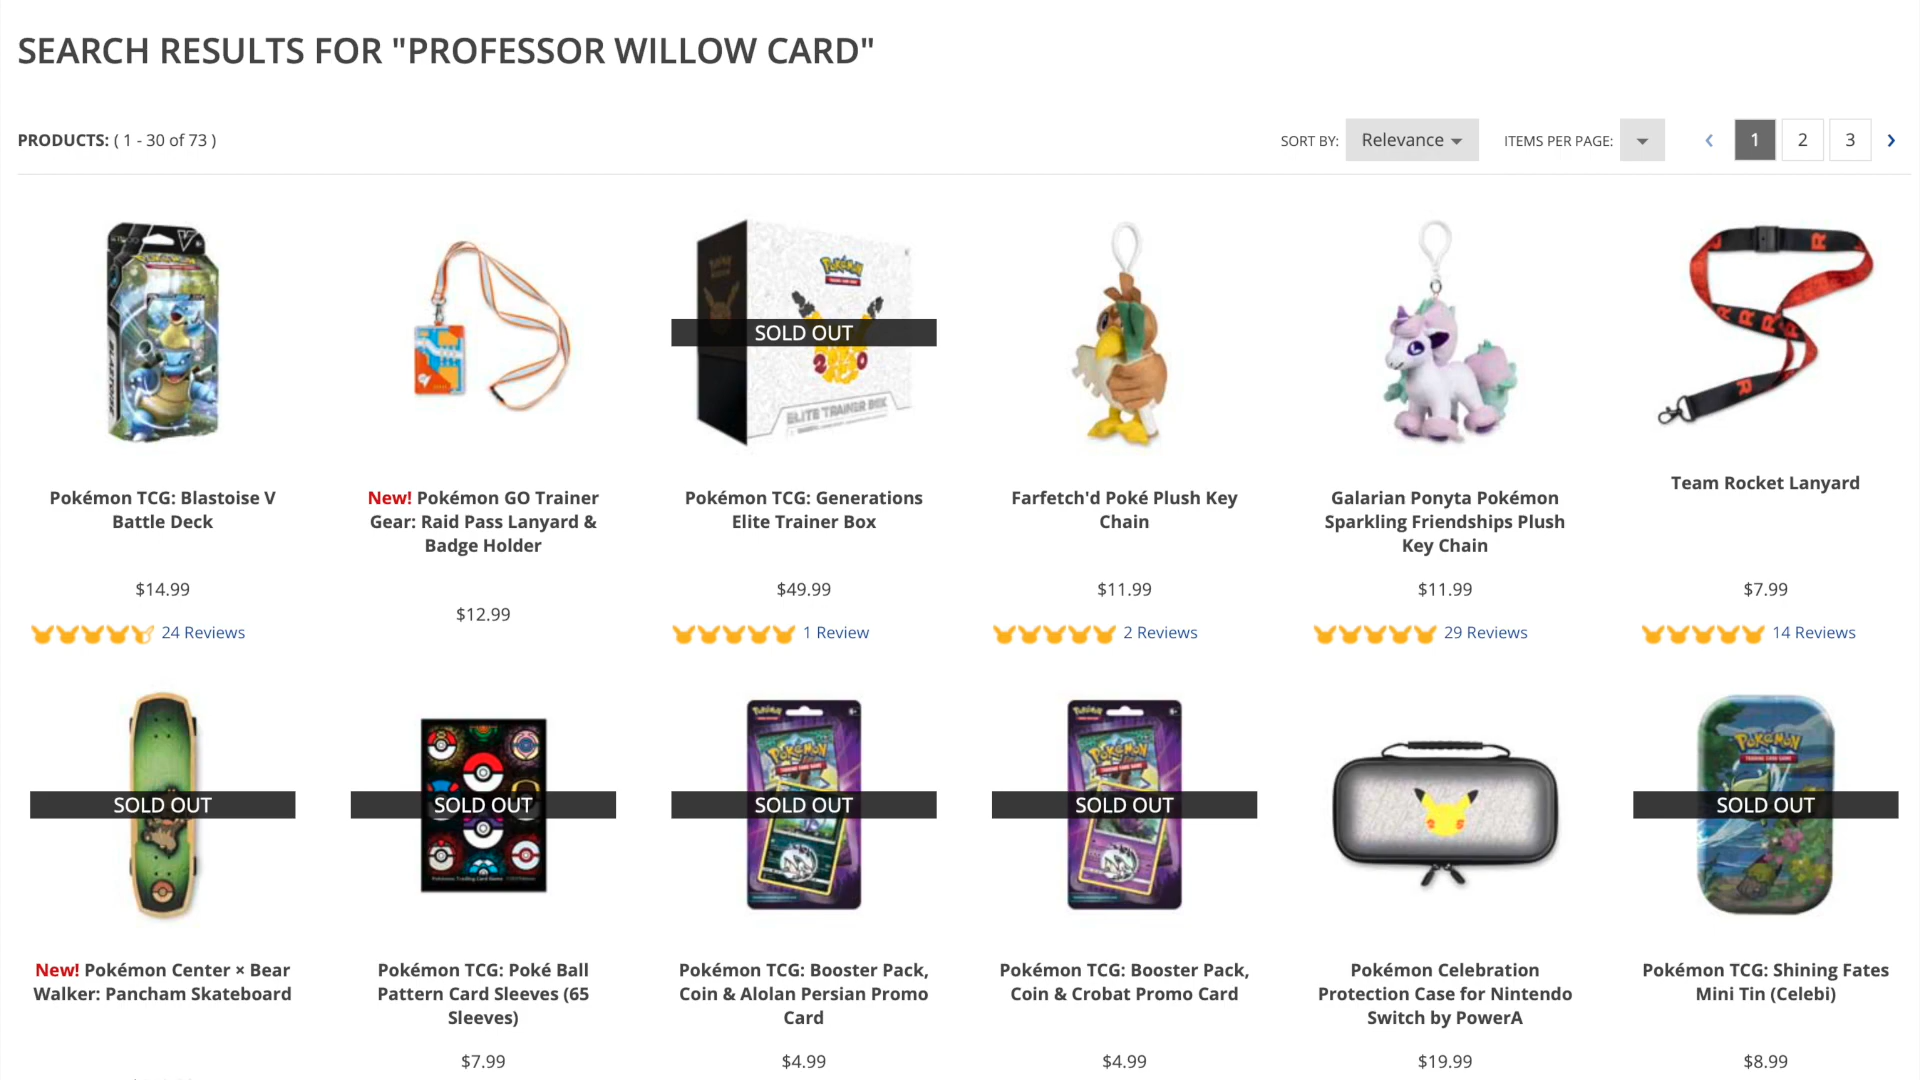 SEARCH RESULTS FOR "PROFESSOR WILLOW CARD"
PRODUCTS: ( 1 - 30 of 73 )
SORT BY: Relevance
ITEMS PER PAGE:
‹ 1 2 3 ›
SOLD OUT
Pokémon
ELITE TRAINER BOX
R
Pokémon TCG: Blastoise V
Battle Deck
$14.99
24 Reviews
New! Pokémon GO Trainer
Gear: Raid Pass Lanyard &
Badge Holder
$12.99
Pokémon TCG: Generations
Elite Trainer Box
$49.99
1 Review
Farfetch'd Poké Plush Key
Chain
$11.99
2 Reviews
Galarian Ponyta Pokémon
Sparkling Friendships Plush
Key Chain
$11.99
29 Reviews
Team Rocket Lanyard
$7.99
14 Reviews
SOLD OUT
New! Pokémon Center × Bear
Walker: Pancham Skateboard
SOLD OUT
Pokémon TCG: Poké Ball
Pattern Card Sleeves (65
Sleeves)
$7.99
Pokémon
SOLD OUT
Pokémon TCG: Booster Pack,
Coin & Alolan Persian Promo
Card
$4.99
Pokémon
SOLD OUT
Pokémon TCG: Booster Pack,
Coin & Crobat Promo Card
$4.99
Pokémon Celebration
Protection Case for Nintendo
Switch by PowerA
$19.99
Pokémon
SOLD OUT
Pokémon TCG: Shining Fates
Mini Tin (Celebi)
$8.99